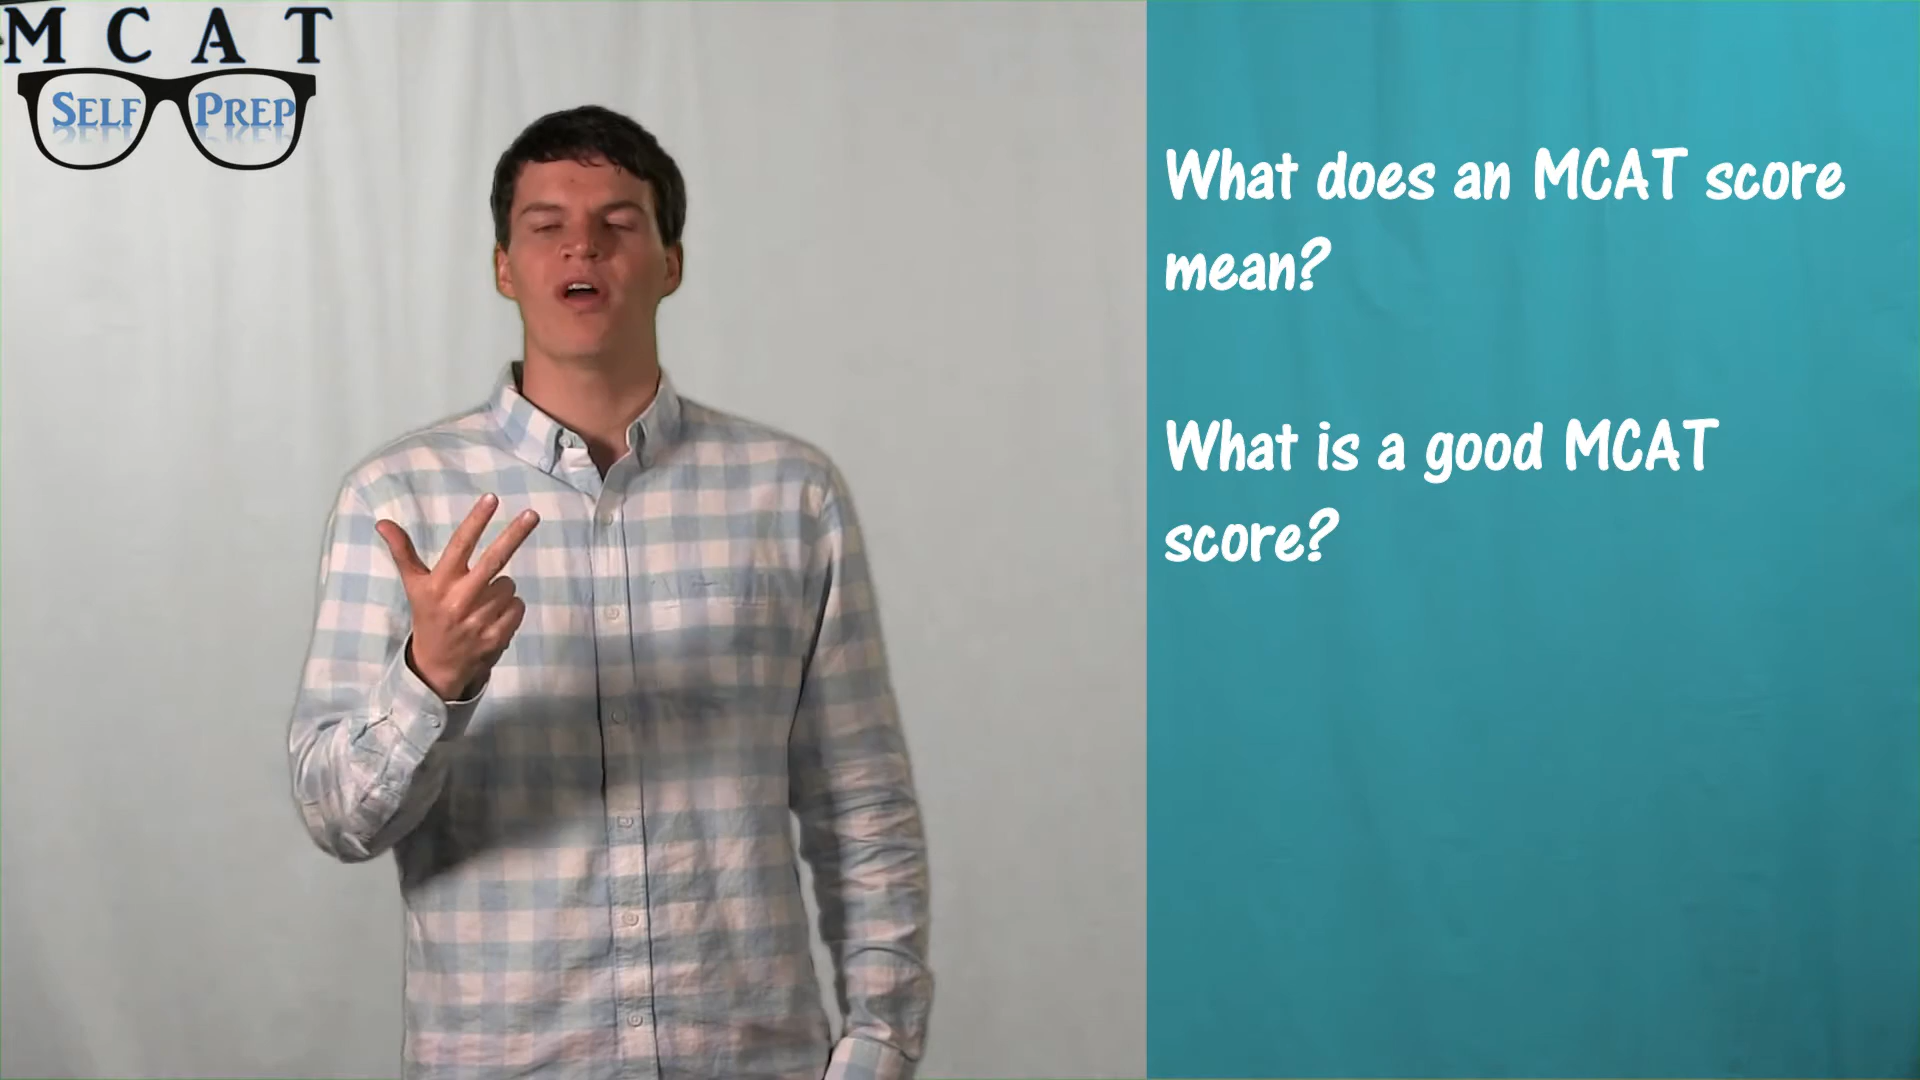 MCAT
SELF PREP
What does an MCAT score
mean?
What is a good MCAT
score?